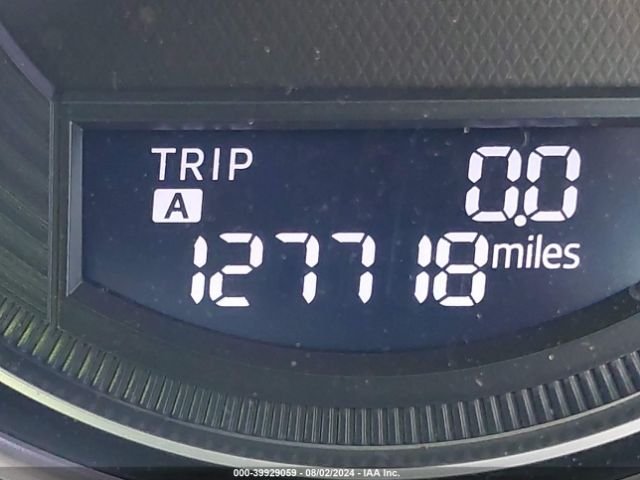 TRIP 0.0
A
127718 miles
000-39929059 - 08/02/2024 - IAA Inc.